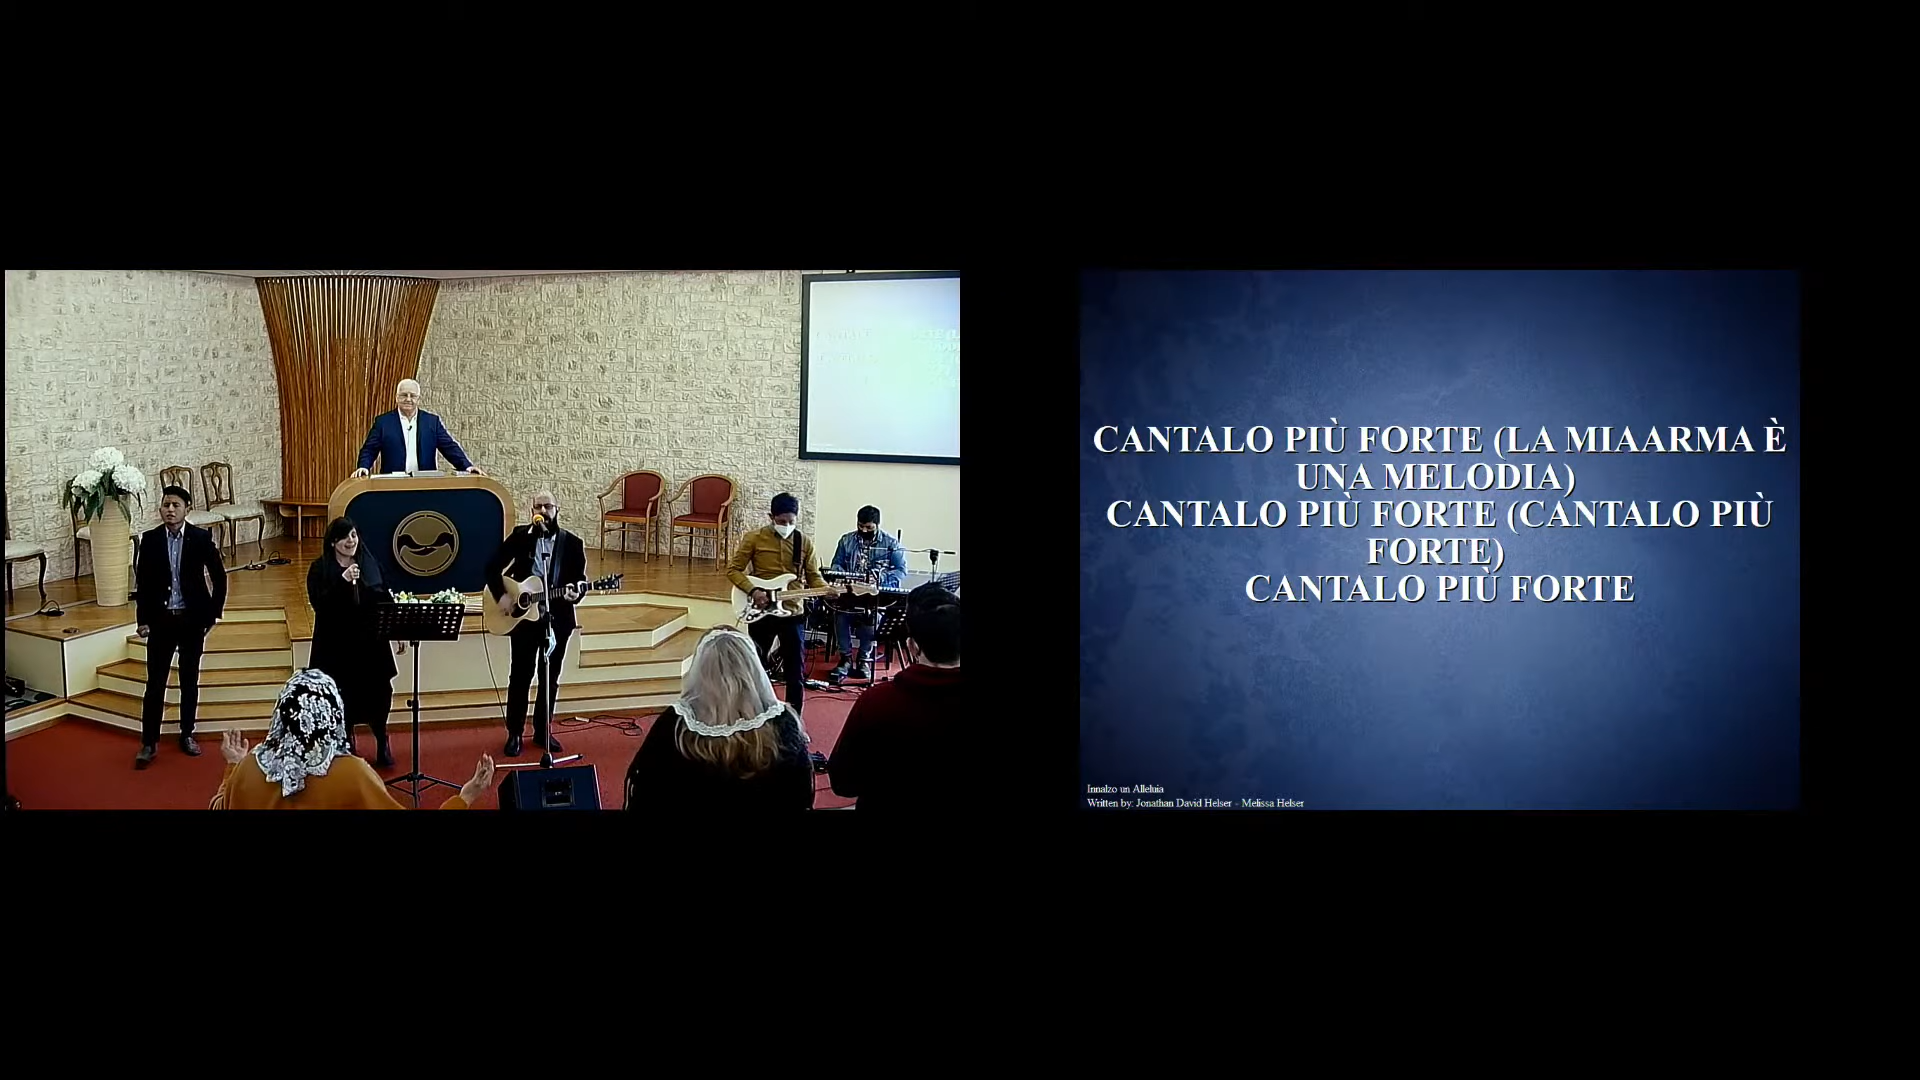 CANTALO PIÙ FORTE (LA MIAARMA È
UNA MELODIA)
CANTALO PIÙ FORTE (CANTALO PIÙ
FORTE)
CANTALO PIÙ FORTE
Innalzo un Alleluia
Written by: Jonathan David Helser - Melissa Helser